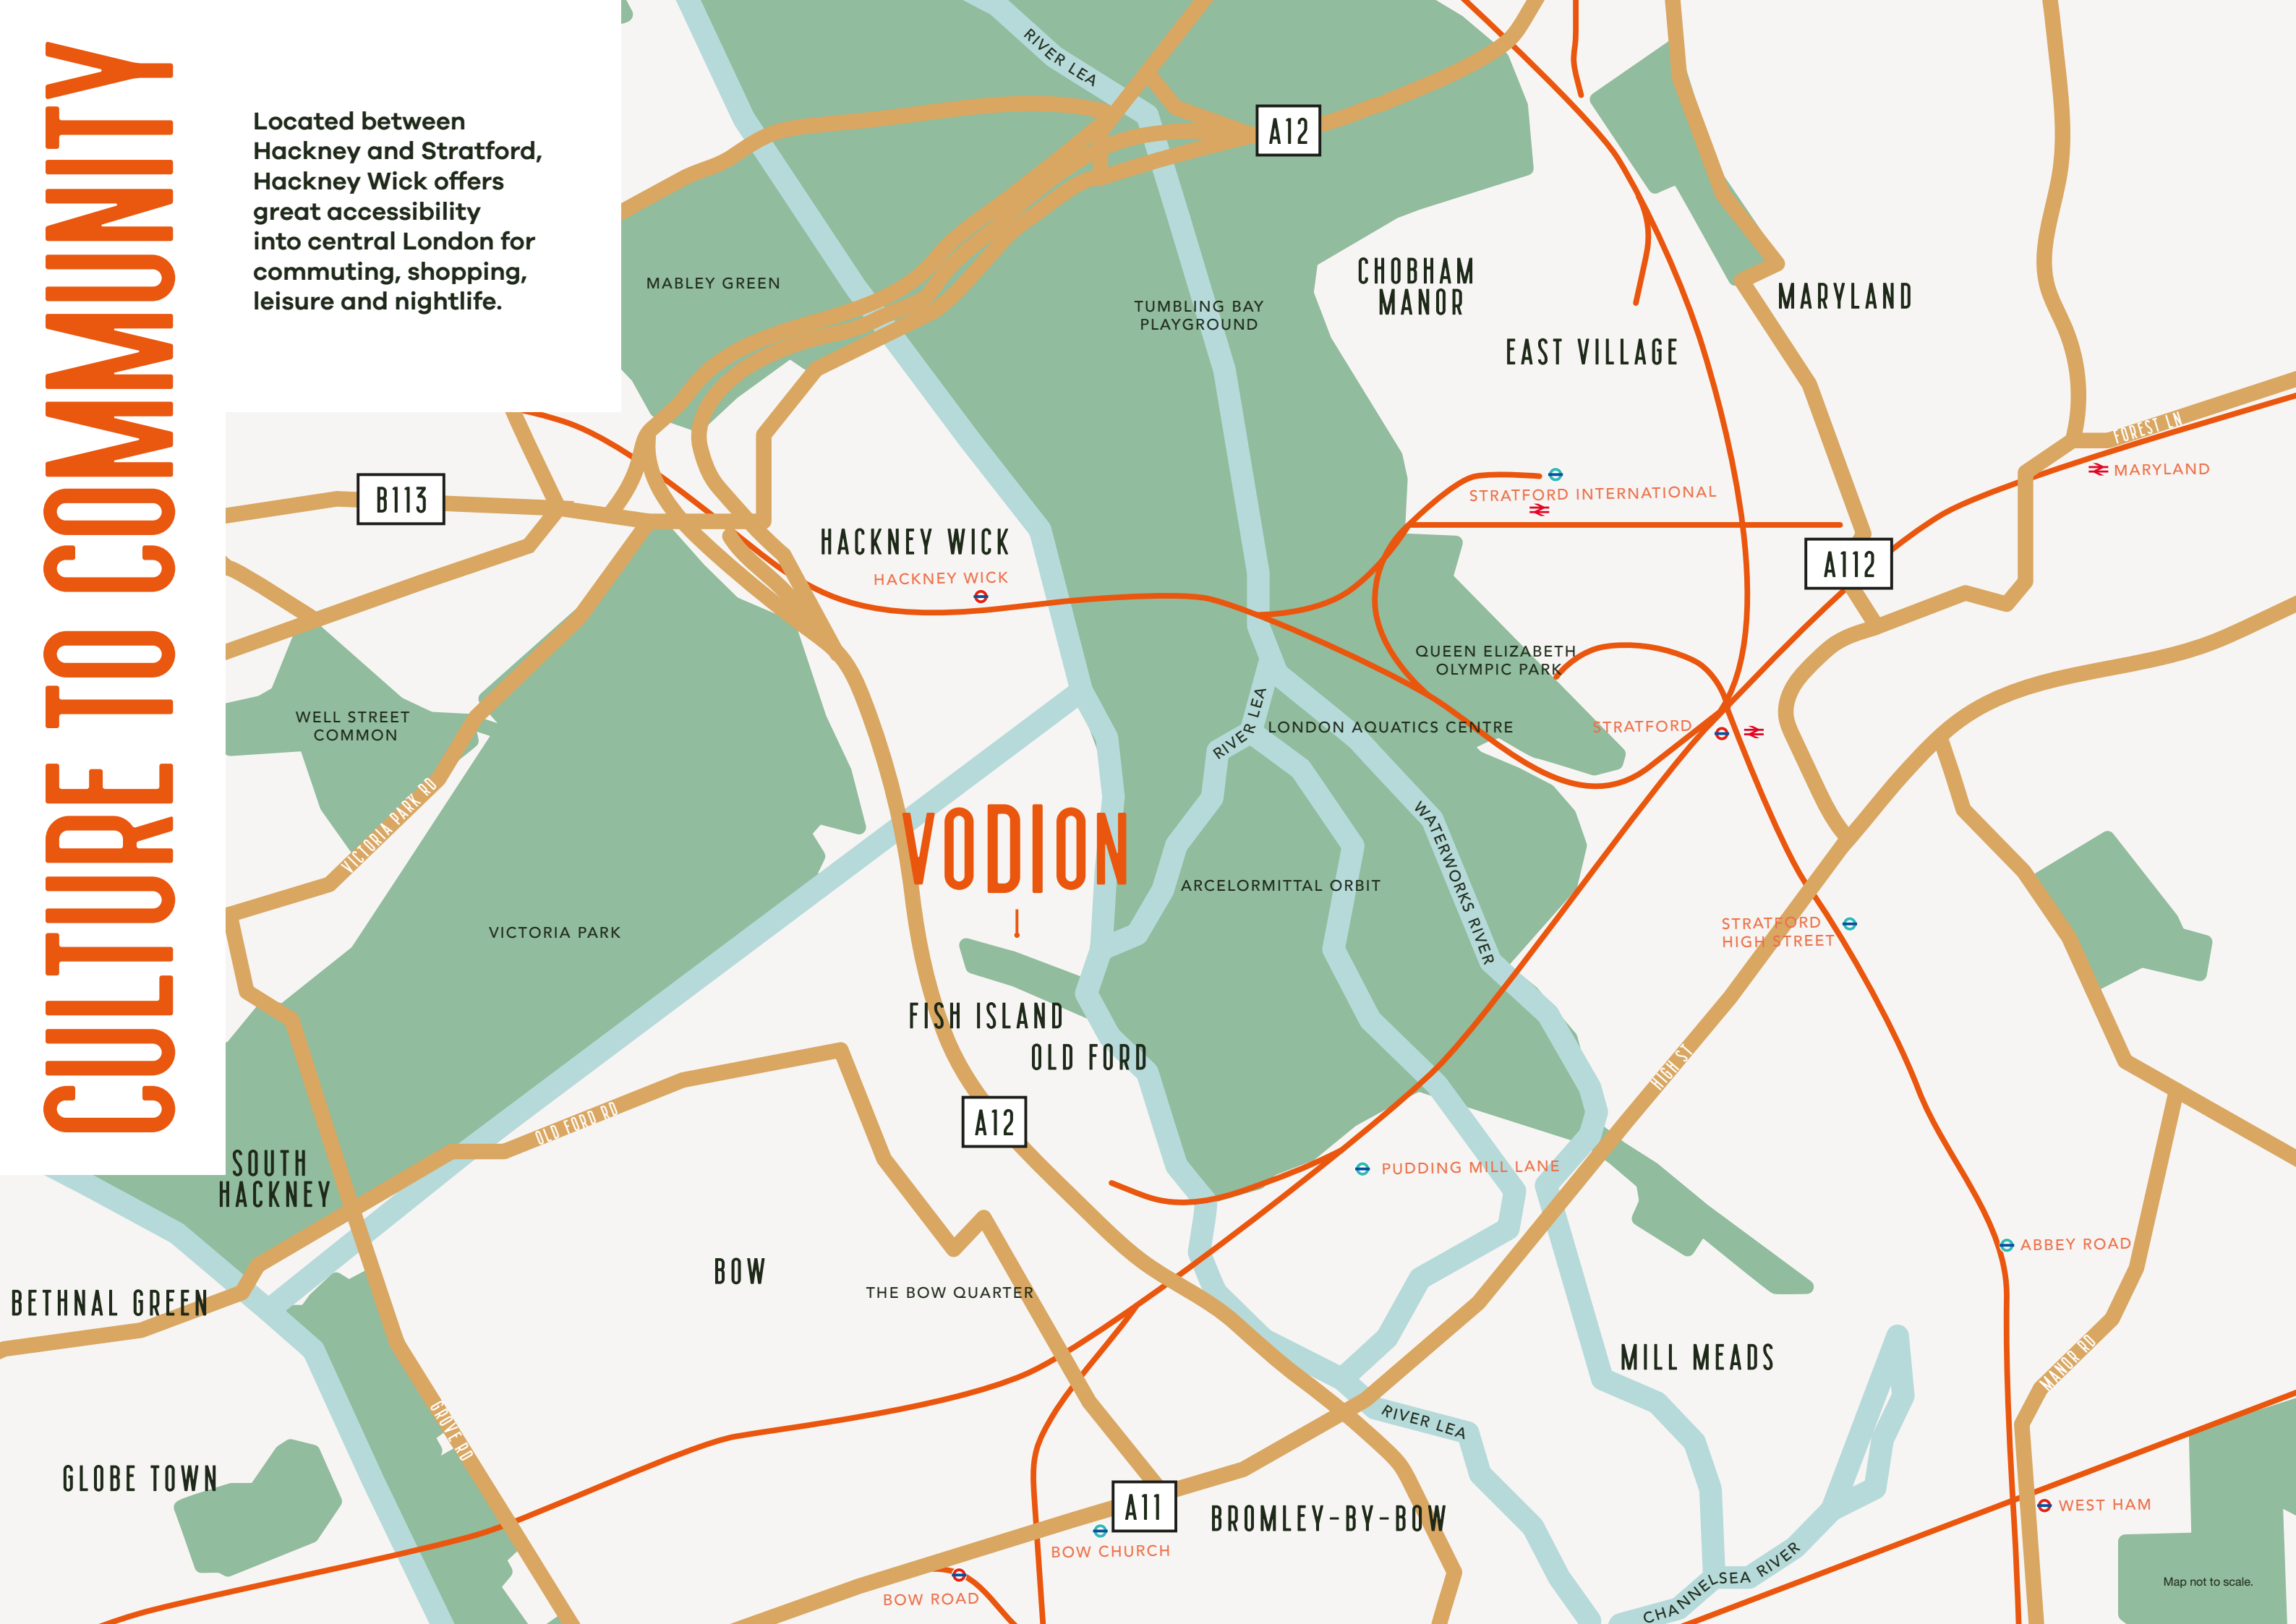 CULTURE TO COMMUNITY
Located between
Hackney and Stratford,
Hackney Wick offers
great accessibility
into central London for
commuting, shopping,
leisure and nightlife.
RIVER LEA
A12
MABLEY GREEN
TUMBLING BAY
PLAYGROUND
CHOBHAM
MANOR
MARYLAND
EAST VILLAGE
FOREST LN
MARYLAND
B113
STRATFORD INTERNATIONAL
HACKNEY WICK
HACKNEY WICK
A112
QUEEN ELIZABETH
OLYMPIC PARK
WELL STREET
COMMON
RIVER LEA
LONDON AQUATICS CENTRE
STRATFORD
VICTORIA PARK RD
VODION
ARCELORMITTAL ORBIT
WATERWORKS RIVER
VICTORIA PARK
STRATFORD
HIGH STREET
FISH ISLAND
OLD FORD
HIGH ST
OLD FORD RD
A12
SOUTH
HACKNEY
PUDDING MILL LANE
ABBEY ROAD
BOW
THE BOW QUARTER
BETHNAL GREEN
MILL MEADS
MANOR RD
GROVE RD
RIVER LEA
GLOBE TOWN
A11
BROMLEY-BY-BOW
WEST HAM
BOW CHURCH
CHANNELSEA RIVER
BOW ROAD
Map not to scale.